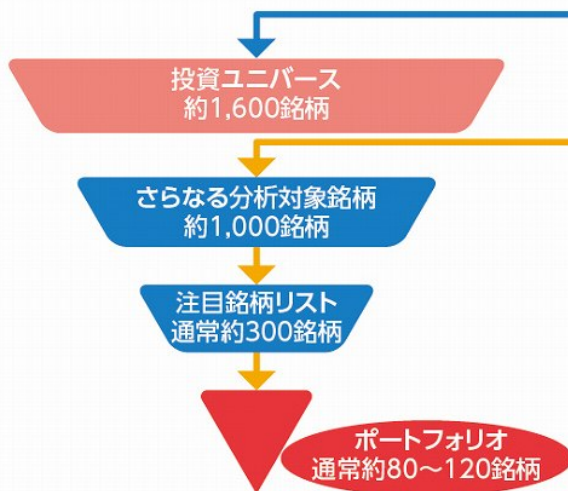 投資ユニバース
約1,600銘柄
さらなる分析対象銘柄
約1,000銘柄
注目銘柄リスト
通常約300銘柄
ポートフォリオ
通常約80～120銘柄